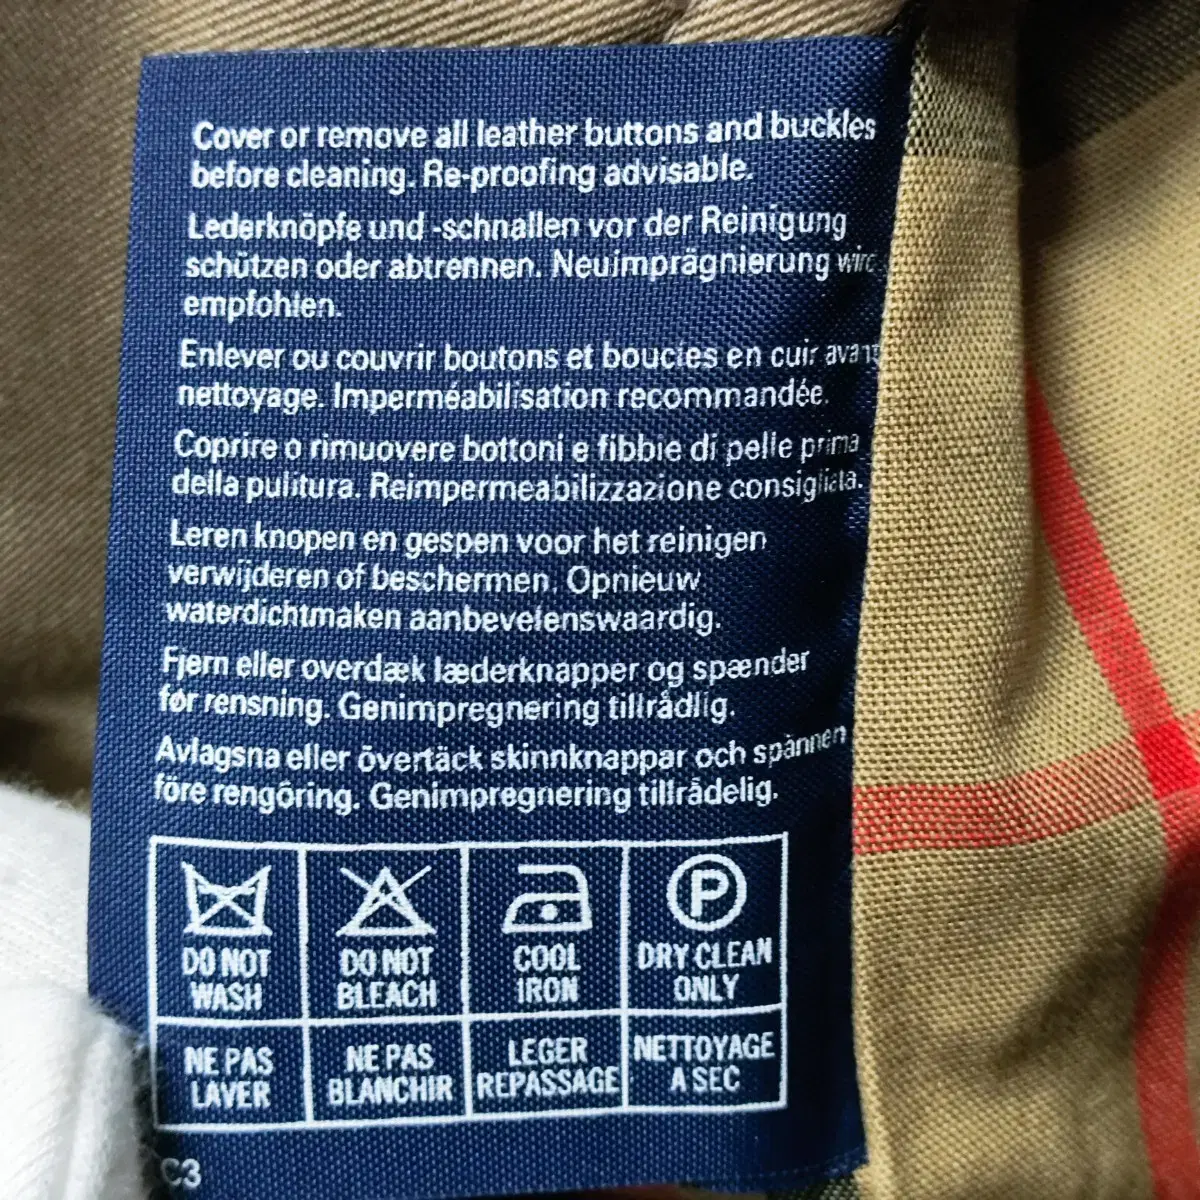 Cover or remove all leather buttons and buckles
before cleaning. Re-proofing advisable.
Lederknöpfe und -schnallen vor der Reinigung
schützen oder abtrennen. Neuimprägnierung wird
empfohlen.
Enlever ou couvrir boutons et boucles en cuir avant
nettoyage. Imperméabilisation recommandée.
Coprire o rimuovere bottoni e fibbie di pelle prima
della pulitura. Reimpermeabilizzazione consigliata.
Leren knopen en gespen voor het reinigen
verwijderen of beschermen. Opnieuw
waterdichtmaken aanbevelenswaardig.
Fjern eller overdæk læderknapper og spænder
før rensning. Genimpregnering tillrådlig.
Avlagsna eller övertäck skinnknappar och spännen
före rengöring. Genimpregnering tillrådelig.
P
DO NOT
WASH
DO NOT
BLEACH
COOL
IRON
DRY CLEAN
ONLY
NE PAS
LAVER
NE PAS
BLANCHIR
LEGER
REPASSAGE
NETTOYAGE
A SEC
C3